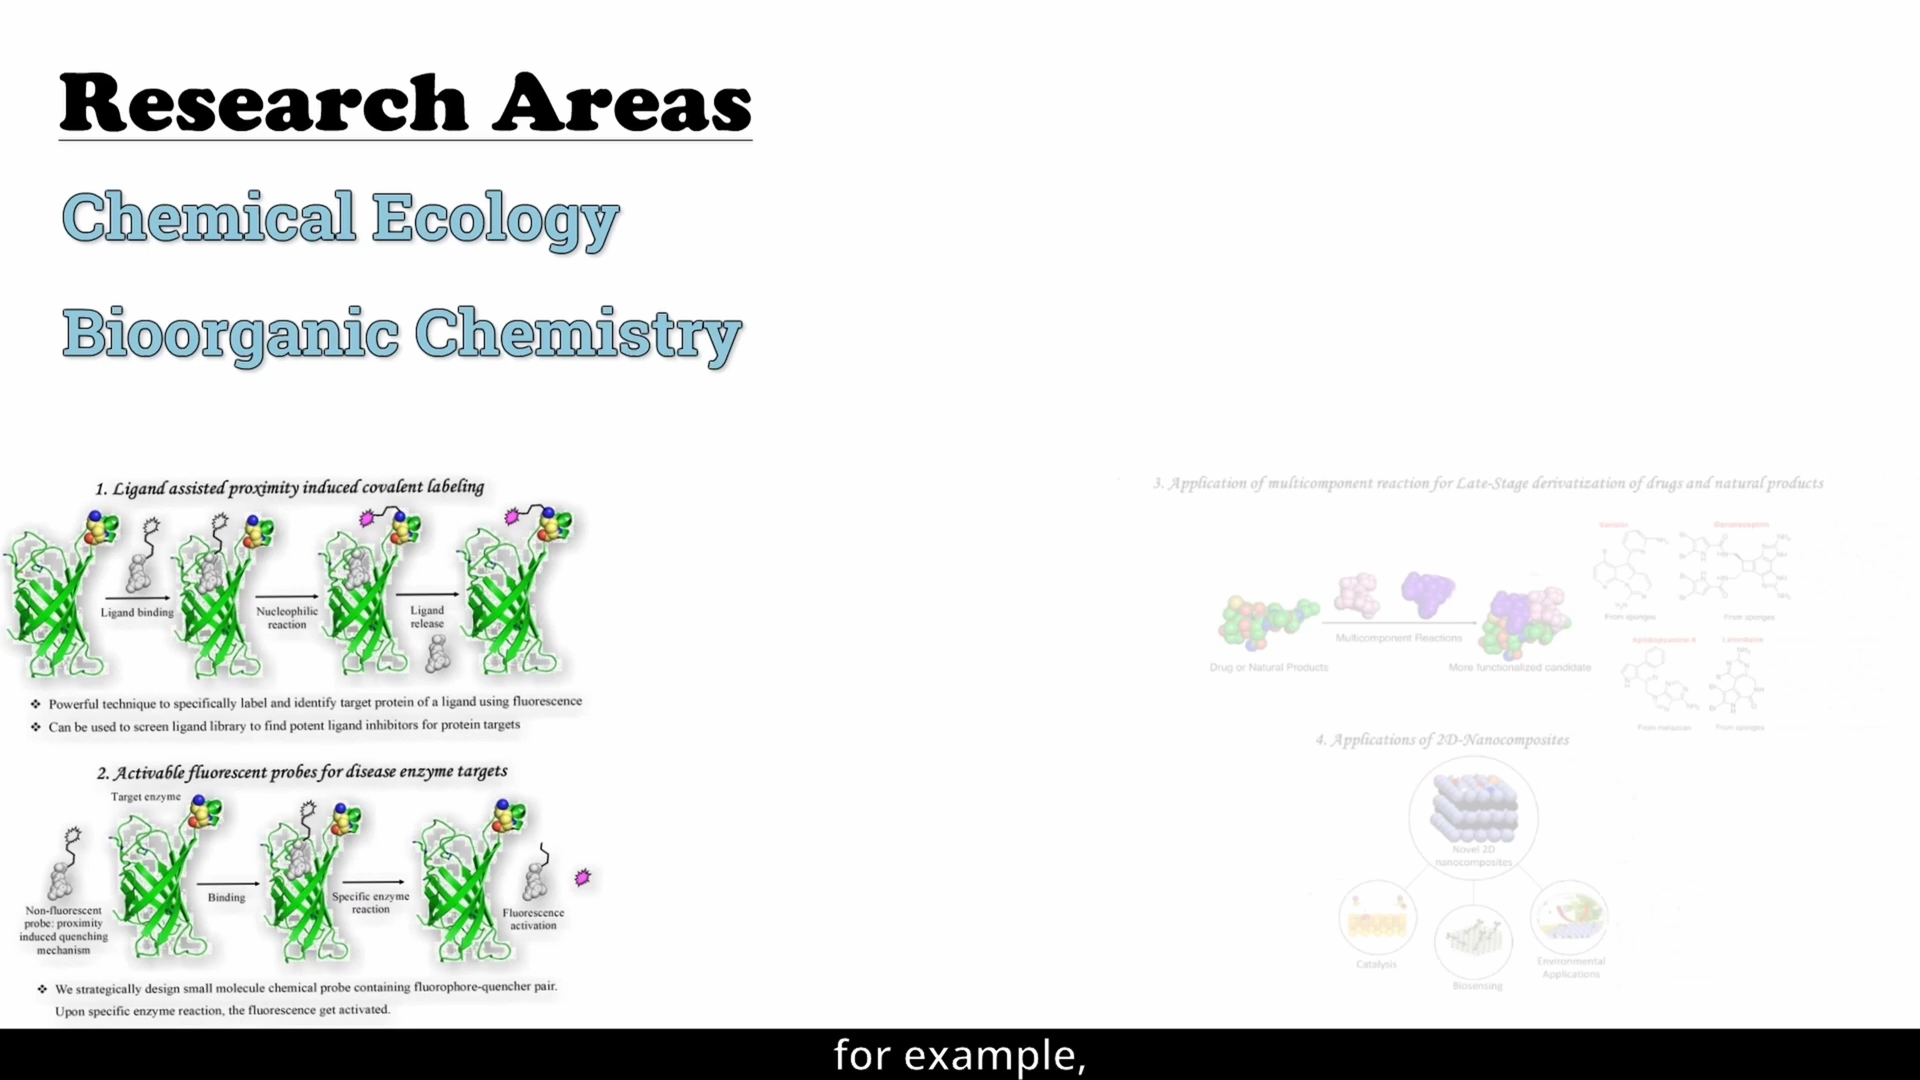 Research Areas
Chemical Ecology
Bioorganic Chemistry
1. Ligand assisted proximity induced covalent labeling
Ligand binding
Nucleophilic
reaction
Ligand
release
❖ Powerful technique to specifically label and identify target protein of a ligand using fluorescence
❖ Can be used to screen ligand library to find potent ligand inhibitors for protein targets
2. Activable fluorescent probes for disease enzyme targets
Target enzyme
Non-fluorescent
probe: proximity
induced quenching
mechanism
Binding
Specific enzyme
reaction
Fluorescence
activation
❖ We strategically design small molecule chemical probe containing fluorophore-quencher pair.
Upon specific enzyme reaction, the fluorescence get activated.
3. Application of multicomponent reaction for Late-Stage derivatization of drugs and natural products
Drug or Natural Products
Multicomponent Reactions
More functionalized candidate
From sponges
From sponges
From sponges
4. Applications of 2D-Nanocomposites
Novel 2D
nanocomposites
Catalysis
Biosensing
Environmental
Applications
for example,